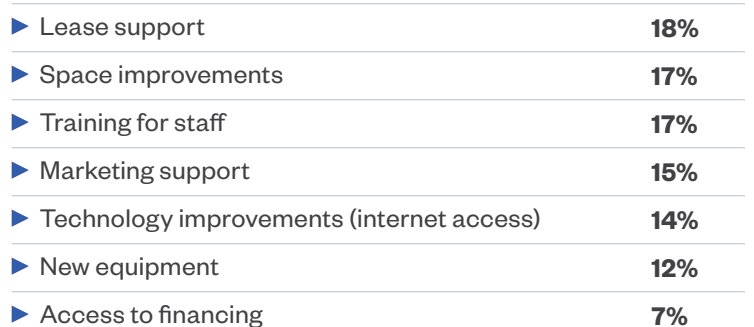 Lease support 18%
Space improvements 17%
Training for staff 17%
Marketing support 15%
Technology improvements (internet access) 14%
New equipment 12%
Access to financing 7%